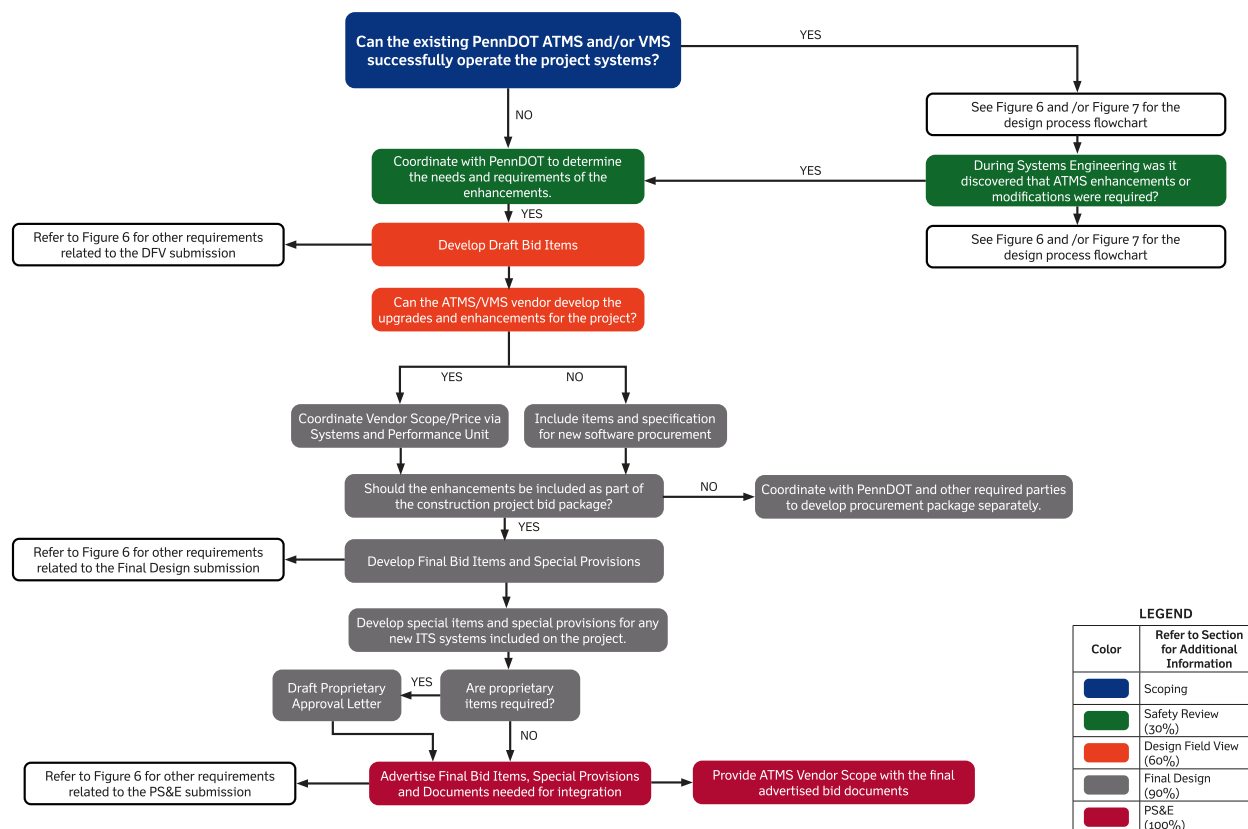 Can the existing PennDOT ATMS and/or VMS
successfully operate the project systems?
YES
NO
See Figure 6 and /or Figure 7 for the
design process flowchart
Coordinate with PennDOT to determine
the needs and requirements of the
enhancements.
YES
During Systems Engineering was it
discovered that ATMS enhancements or
modifications were required?
YES
Refer to Figure 6 for other requirements
related to the DFV submission
Develop Draft Bid Items
See Figure 6 and /or Figure 7 for the
design process flowchart
Can the ATMS/VMS vendor develop the
upgrades and enhancements for the project?
YES
NO
Coordinate Vendor Scope/Price via
Systems and Performance Unit
Include items and specification
for new software procurement
Should the enhancements be included as part of
the construction project bid package?
NO
Coordinate with PennDOT and other required parties
to develop procurement package separately.
YES
Refer to Figure 6 for other requirements
related to the Final Design submission
Develop Final Bid Items and Special Provisions
Develop special items and special provisions for any
new ITS systems included on the project.
Draft Proprietary
Approval Letter
YES
Are proprietary
items required?
NO
Refer to Figure 6 for other requirements
related to the PS&E submission
Advertise Final Bid Items, Special Provisions
and Documents needed for integration
Provide ATMS Vendor Scope with the final
advertised bid documents
LEGEND
Color
Refer to Section
for Additional
Information
Scoping
Safety Review
(30%)
Design Field View
(60%)
Final Design
(90%)
PS&E
(100%)